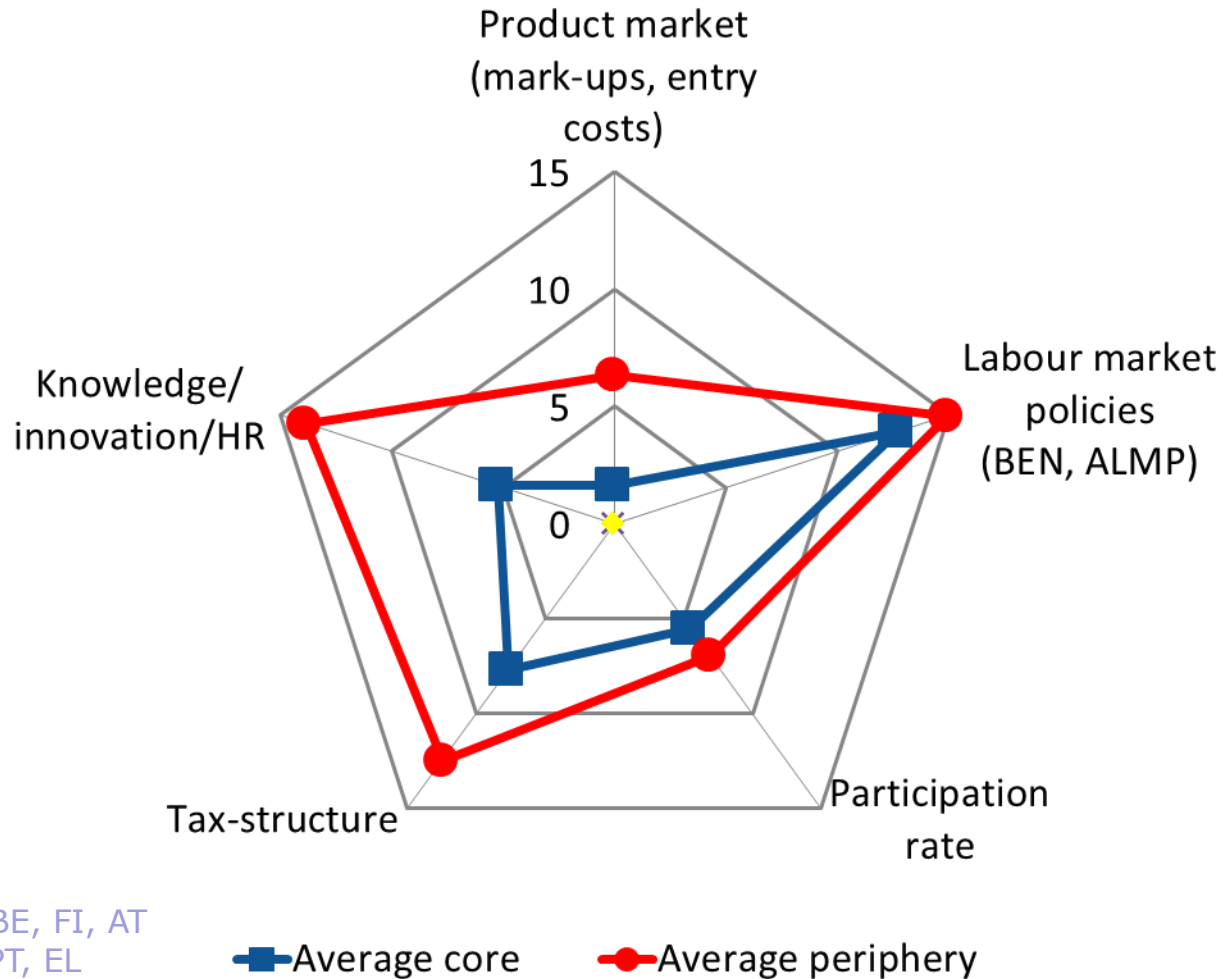 Product market
(mark-ups, entry
costs)
15
10
5
0
Knowledge/
innovation/HR
Labour market
policies
(BEN, ALMP)
Tax-structure
Participation
rate
BE, FI, AT
PT, EL
Average core
Average periphery